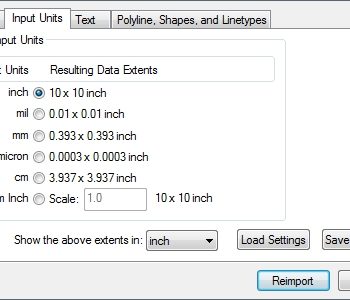 Input Units Text Polyline, Shapes, and Linetypes
nput Units
t Units Resulting Data Extents
inch 10 x 10 inch
mil 0.01 x 0.01 inch
mm 0.393 x 0.393 inch
micron 0.0003 x 0.0003 inch
cm 3.937 x 3.937 inch
m Inch Scale: 1.0 10 x 10 inch
Show the above extents in: inch Load Settings Save
Reimport